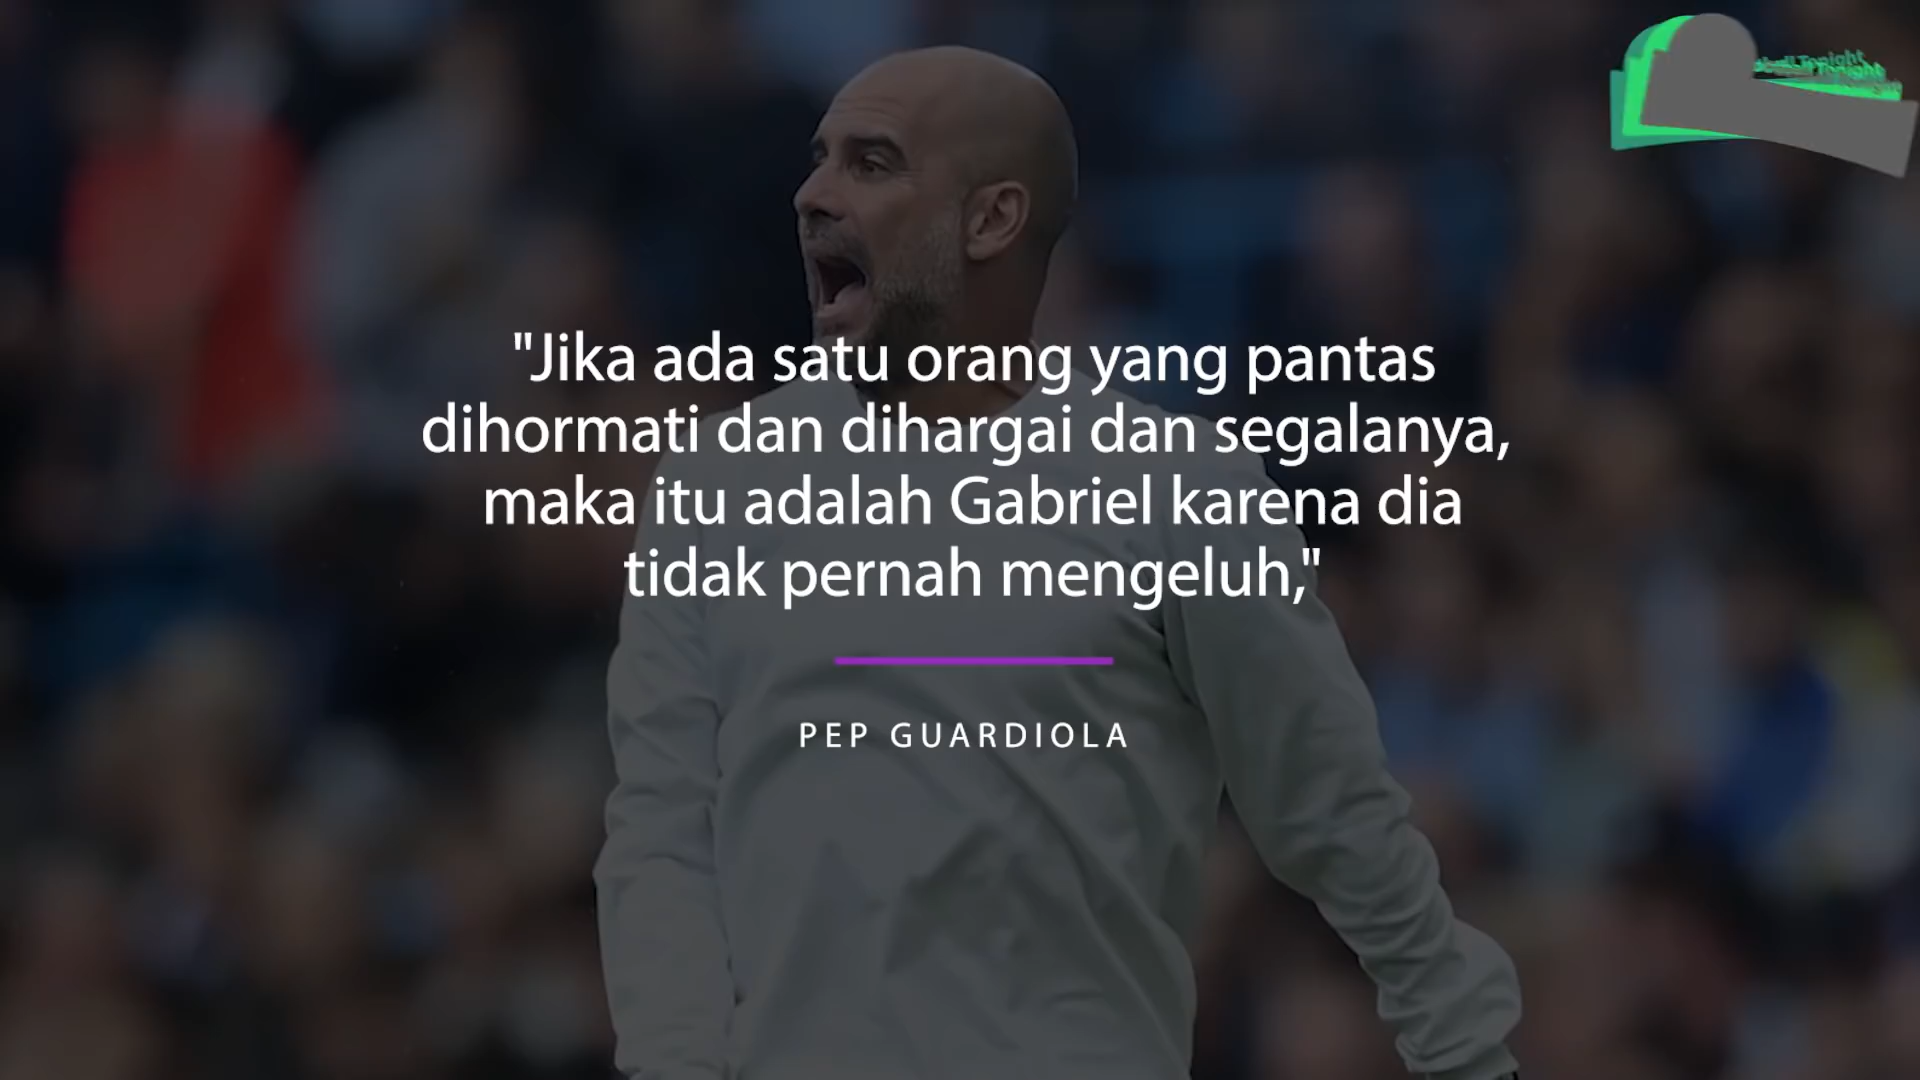 "Jika ada satu orang yang pantas
dihormati dan dihargai dan segalanya,
maka itu adalah Gabriel karena dia
tidak pernah mengeluh,"
PEP GUARDIOLA